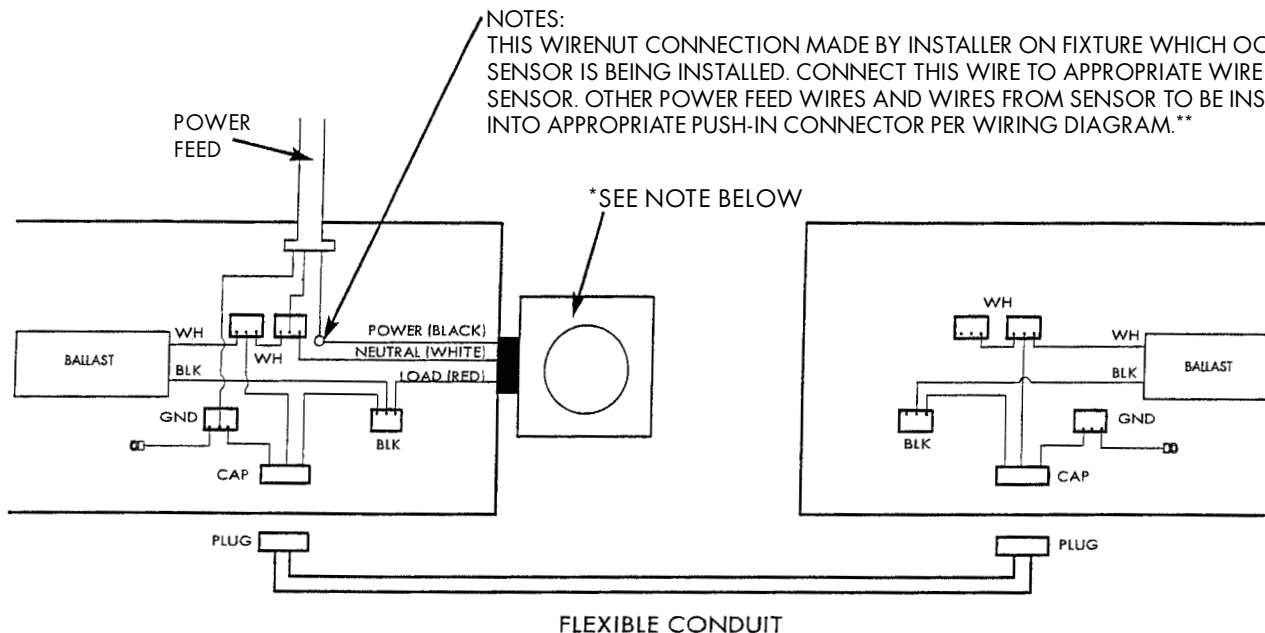 NOTES:
THIS WIRENUT CONNECTION MADE BY INSTALLER ON FIXTURE WHICH
SENSOR IS BEING INSTALLED. CONNECT THIS WIRE TO APPROPRIATE WIRE
SENSOR. OTHER POWER FEED WIRES AND WIRES FROM SENSOR TO BE
INTO APPROPRIATE PUSH-IN CONNECTOR PER WIRING DIAGRAM.**
POWER
FEED
*SEE NOTE BELOW
WH
WH
BALLAST
BLK
POWER (BLACK)
NEUTRAL (WHITE)
LOAD (RED)
GND
BLK
CAP
PLUG
WH
WH
BLK
BALLAST
BLK
GND
CAP
PLUG
FLEXIBLE CONDUIT